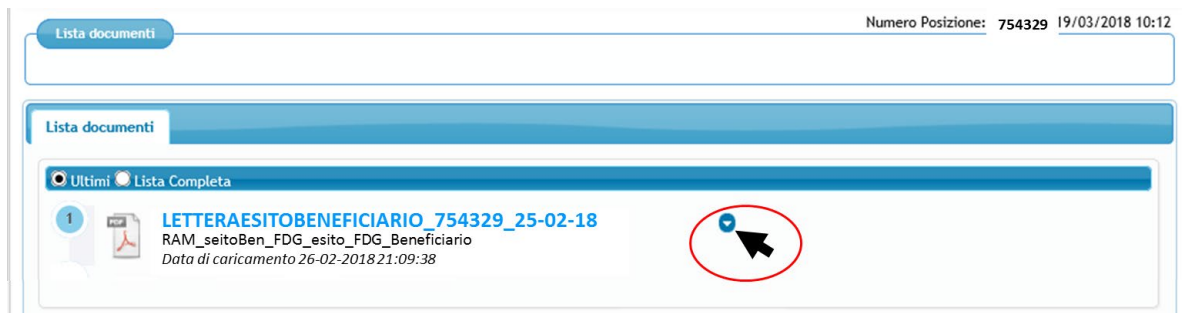 Lista documenti
Numero Posizione: 754329 19/03/2018 10:12
Lista documenti
Ultimi Lista Completa
1
PDF
LETTERAESITOBENEFICIARIO_754329_25-02-18
RAM_seitoBen_FDG_esito_FDG_Beneficiario
Data di caricamento 26-02-2018 21:09:38